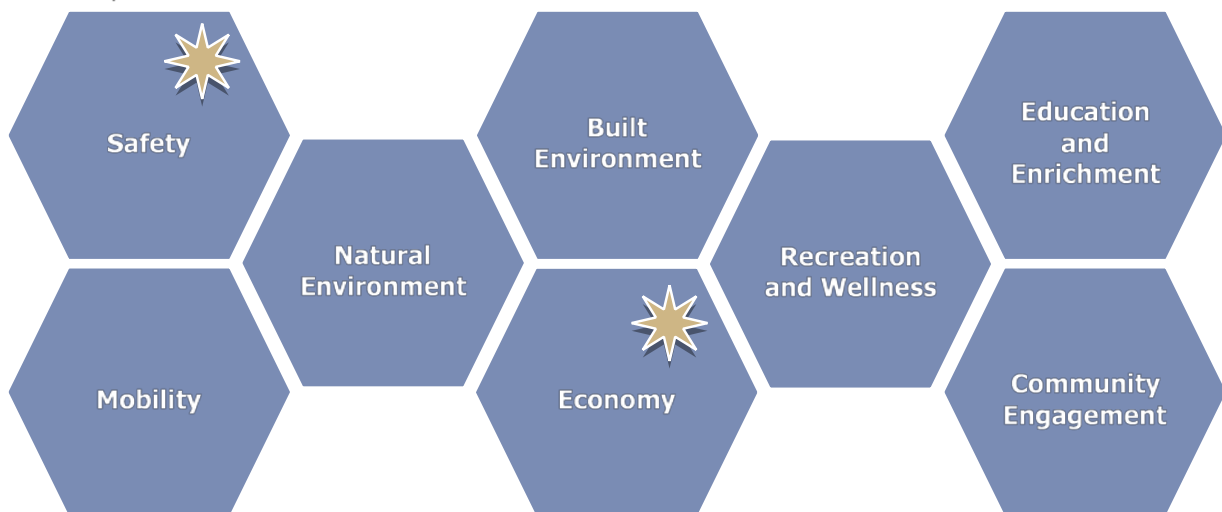 Safety
Built
Environment
Education
and
Enrichment
Natural
Environment
Recreation
and Wellness
Mobility
Economy
Community
Engagement